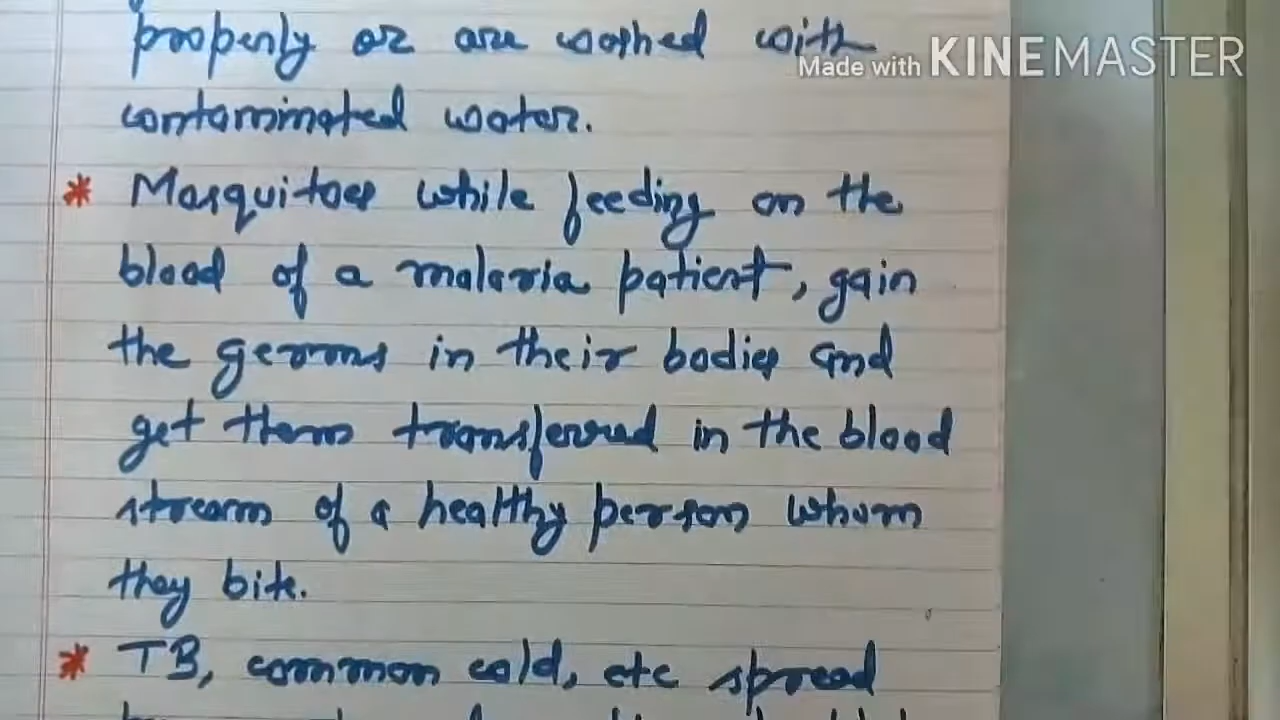 properly or are washed with
Made with KINEMASTER
contaminated water.
* Mosquitoes while feeding on the
blood of a malaria patient, gain
the germs in their bodies and
get them transferred in the blood
stream of a healthy person whom
they bite.
* TB, common cold, etc spread